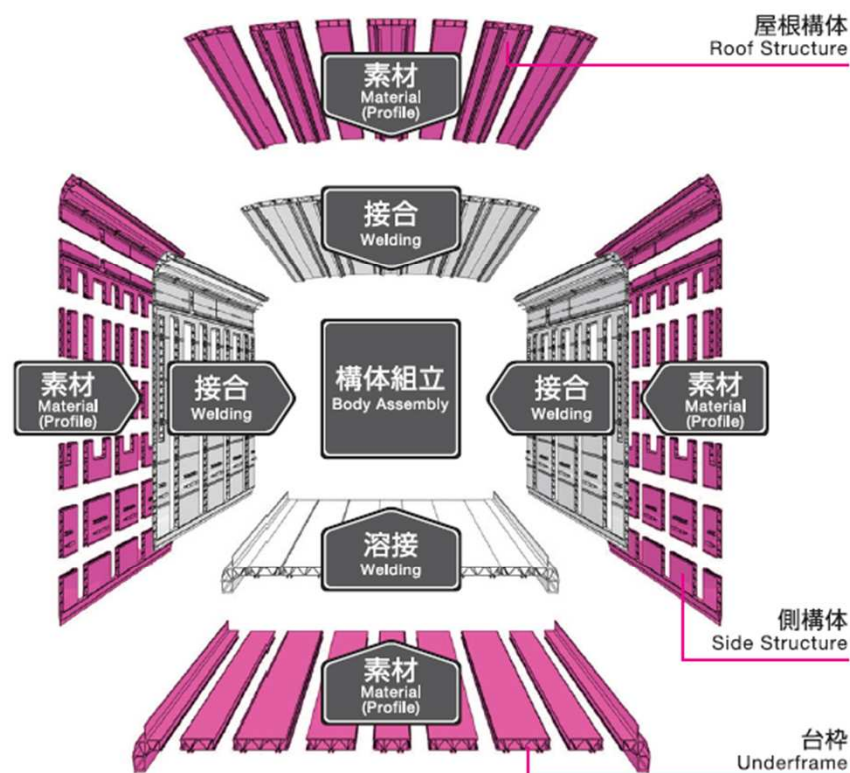 屋根構体
Roof Structure
素材
Material
(Profile)
接合
Welding
素材
Material
(Profile)
接合
Welding
構体組立
Body Assembly
接合
Welding
素材
Material
(Profile)
溶接
Welding
側構体
Side Structure
素材
Material
(Profile)
台枠
Underframe